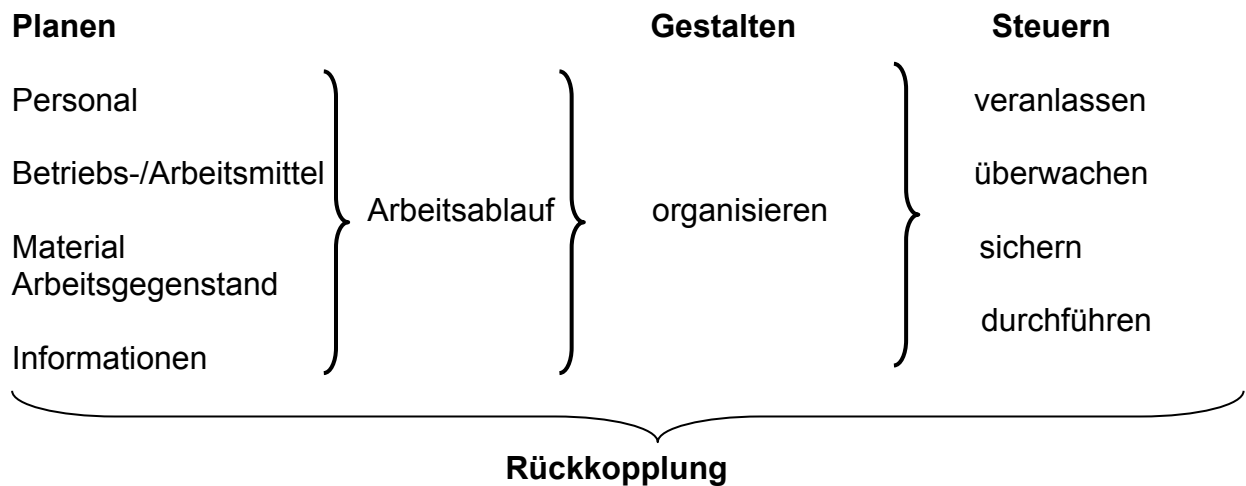 Planen Gestalten Steuern
Personal veranlassen
Betriebs-/Arbeitsmittel überwachen
Arbeitsablauf organisieren
Material sichern
Arbeitsgegenstand
durchführen
Informationen
Rückkopplung